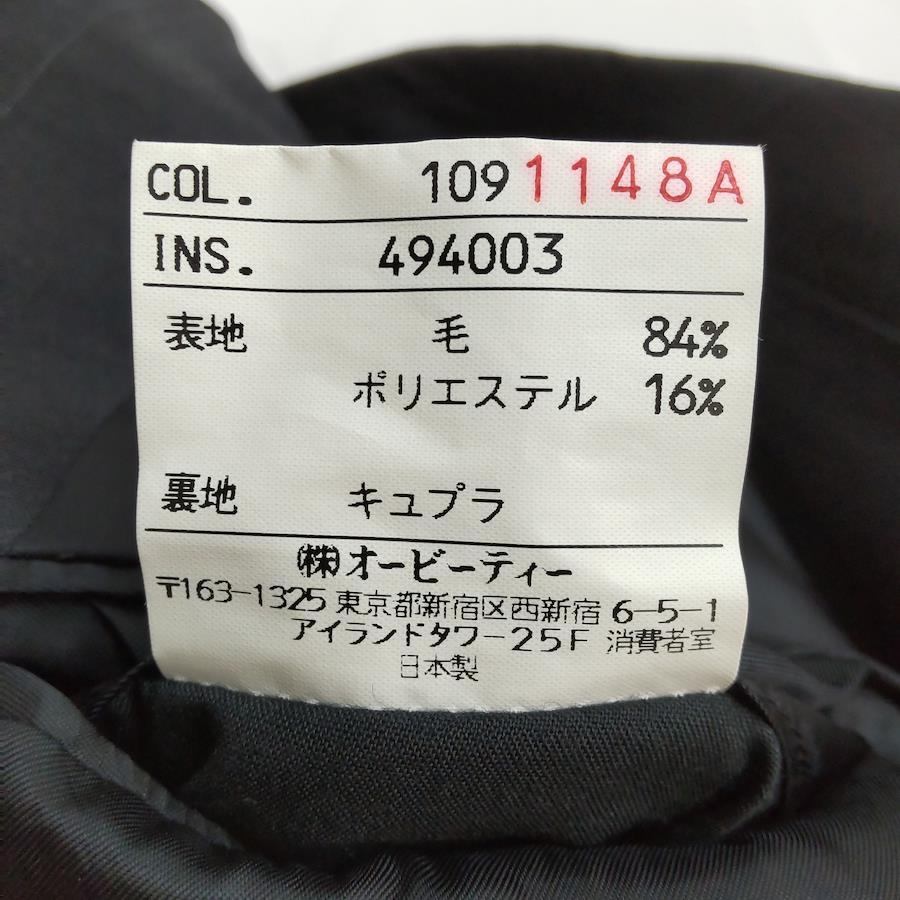 COL. 109 1148A
INS. 494003
表地 毛 84%
ポリエステル 16%
裏地 キュプラ
㈱オービーティー
〒163-1325 東京都新宿区西新宿 6-5-1
アイランドタワー25F 消費者室
日本製